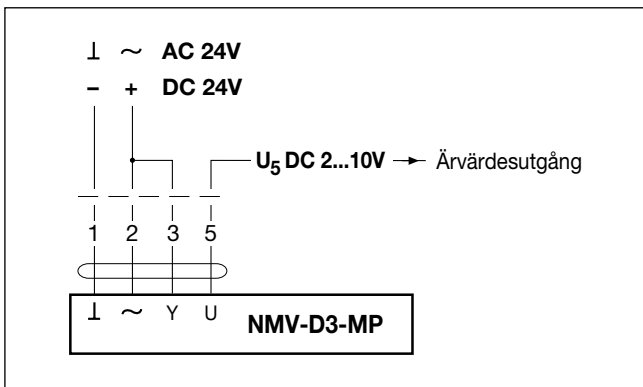 ⊥ ~ AC 24V
– + DC 24V
U5 DC 2...10V → Ärvärdesutgång
1 2 3 5
⊥ ~ Y U
NMV-D3-MP